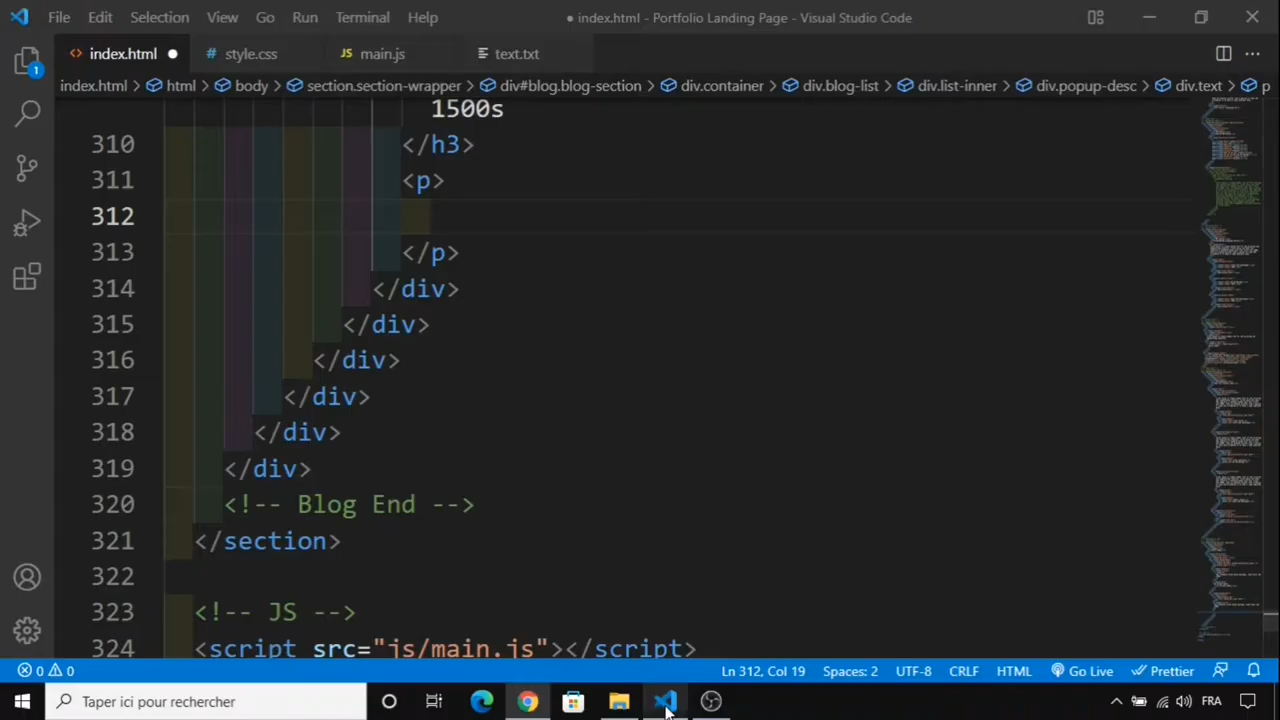 File Edit Selection View Go Run Terminal Help ● index.html - Portfolio Landing Page - Visual Studio Code
index.html ● # style.css JS main.js text.txt ...
index.html > html > body > section.section-wrapper > div#blog.blog-section > div.container > div.blog-list > div.list-inner > div.popup-desc > div.text > p
1
1500s
310 </h3>
311 <p>
312
313 </p>
314 </div>
315 </div>
316 </div>
317 </div>
318 </div>
319 </div>
320 <!-- Blog End -->
321 </section>
322
323 <!-- JS -->
324 <script src="js/main.js"></script>
0 0 Ln 312, Col 19 Spaces: 2 UTF-8 CRLF HTML Go Live Prettier
Taper ici pour rechercher FRA